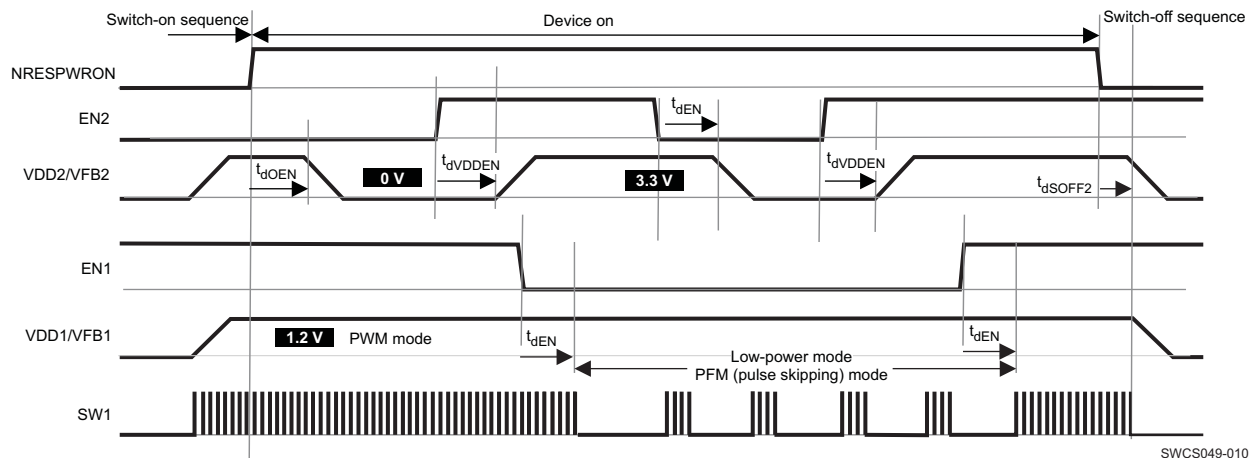 Switch-on sequence
Device on
Switch-off sequence
NRESPWRON
EN2
tdEN
VDD2/VFB2
tdOEN
0 V
tdVDDEN
3.3 V
tdVDDEN
tdSOFF2
EN1
VDD1/VFB1
1.2 V
PWM mode
tdEN
Low-power mode
PFM (pulse skipping) mode
tdEN
SW1
SWCS049-010